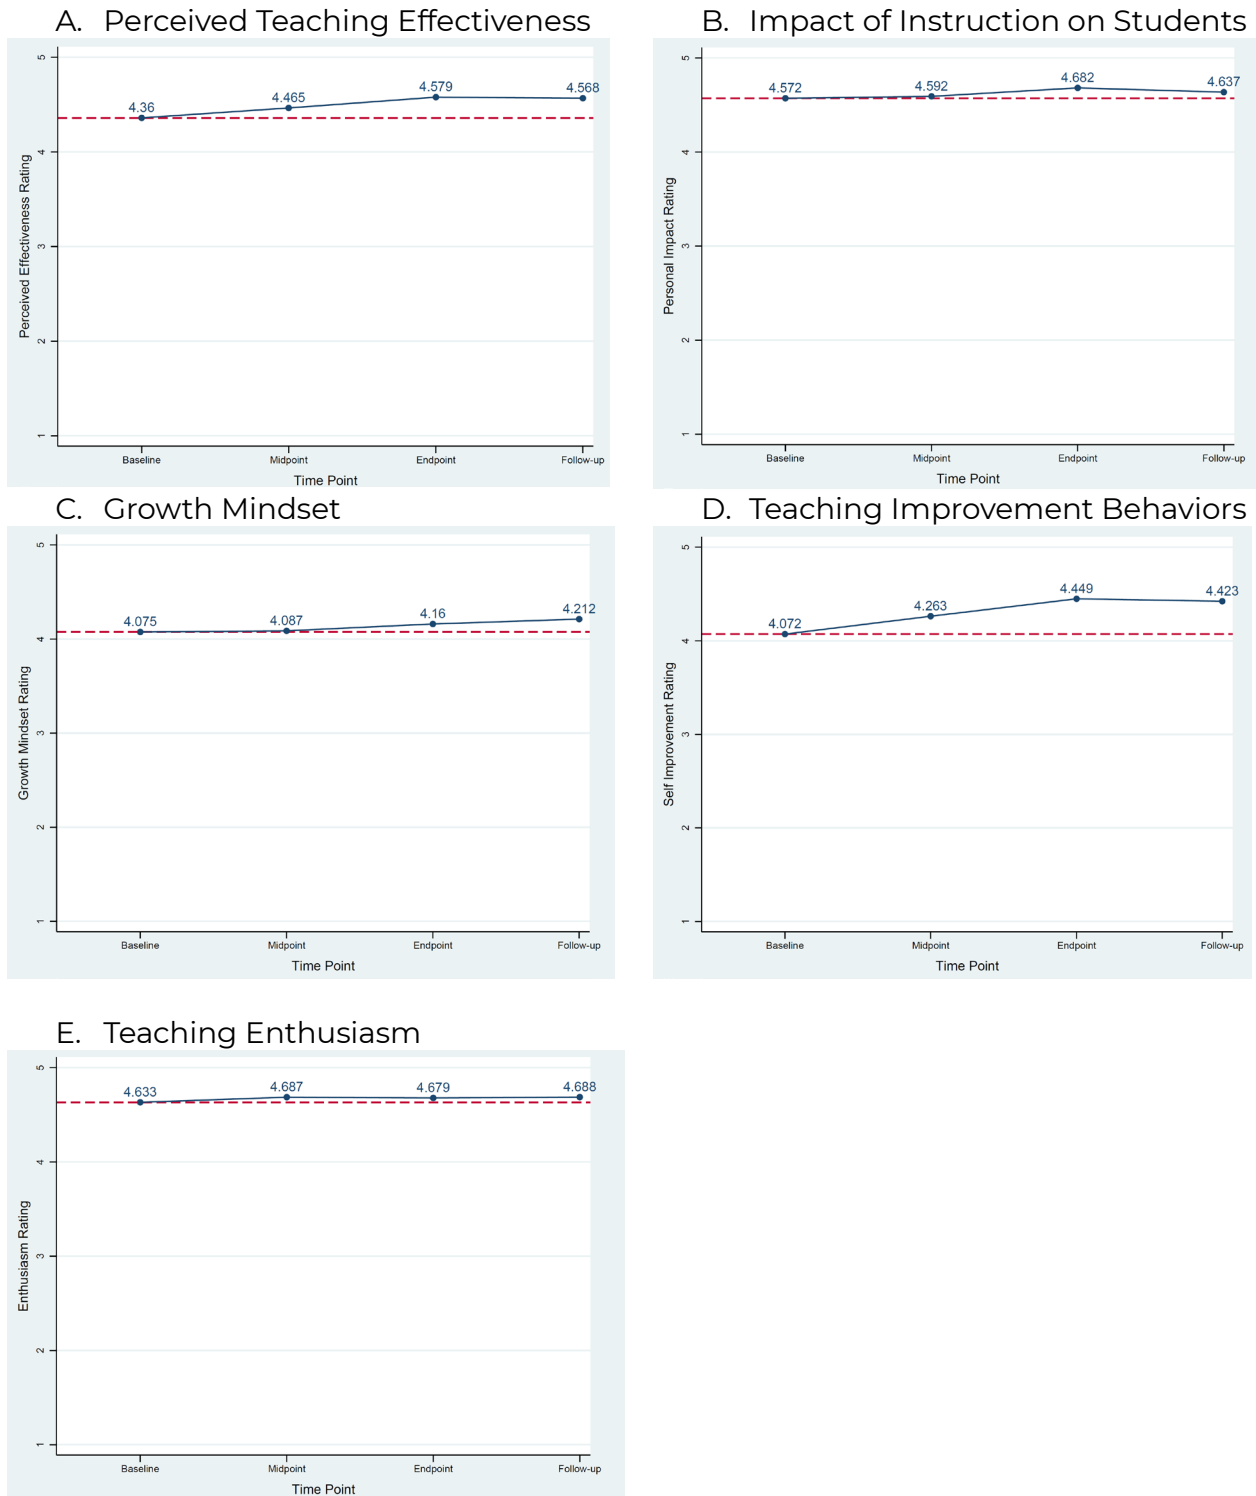 A. Perceived Teaching Effectiveness
5
4
3
2
1
Perceived Effectiveness Rating
4.36
4.465
4.579
4.568
Baseline Midpoint Endpoint Follow-up
Time Point
B. Impact of Instruction on Students
5
4
3
2
1
Personal Impact Rating
4.572
4.592
4.682
4.637
Baseline Midpoint Endpoint Follow-up
Time Point
C. Growth Mindset
5
4
3
2
1
Growth Mindset Rating
4.075
4.087
4.16
4.212
Baseline Midpoint Endpoint Follow-up
Time Point
D. Teaching Improvement Behaviors
5
4
3
2
1
Self Improvement Rating
4.072
4.263
4.449
4.423
Baseline Midpoint Endpoint Follow-up
Time Point
E. Teaching Enthusiasm
5
4
3
2
1
Enthusiasm Rating
4.633
4.687
4.679
4.688
Baseline Midpoint Endpoint Follow-up
Time Point